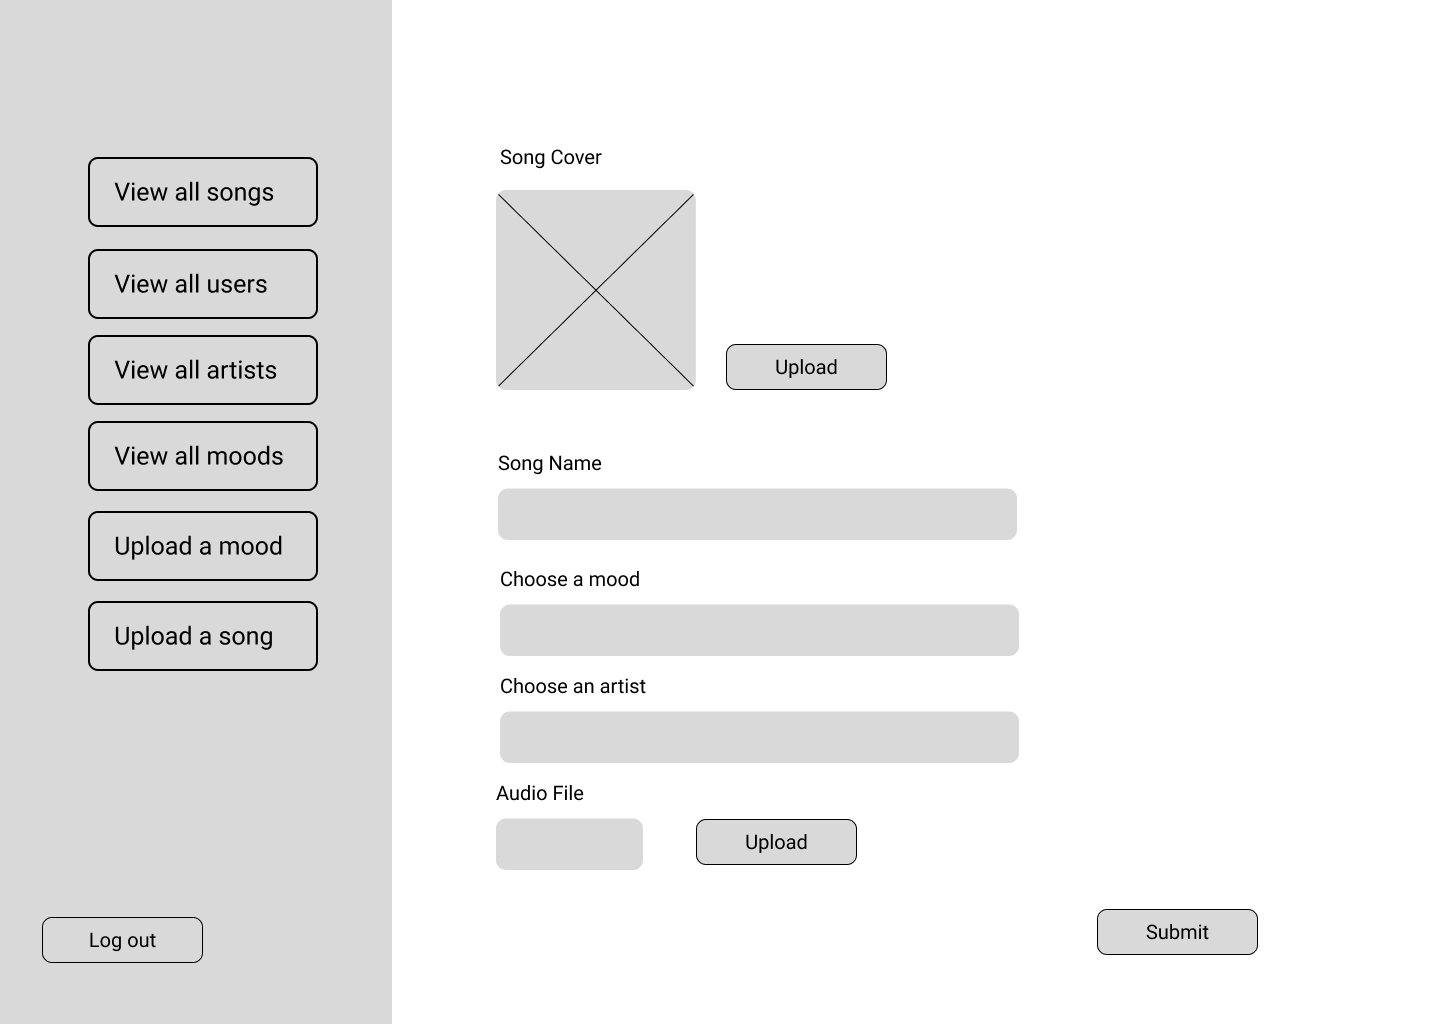 View all songs
View all users
View all artists
View all moods
Upload a mood
Upload a song
Log out
Song Cover
Upload
Song Name
Choose a mood
Choose an artist
Audio File
Upload
Submit